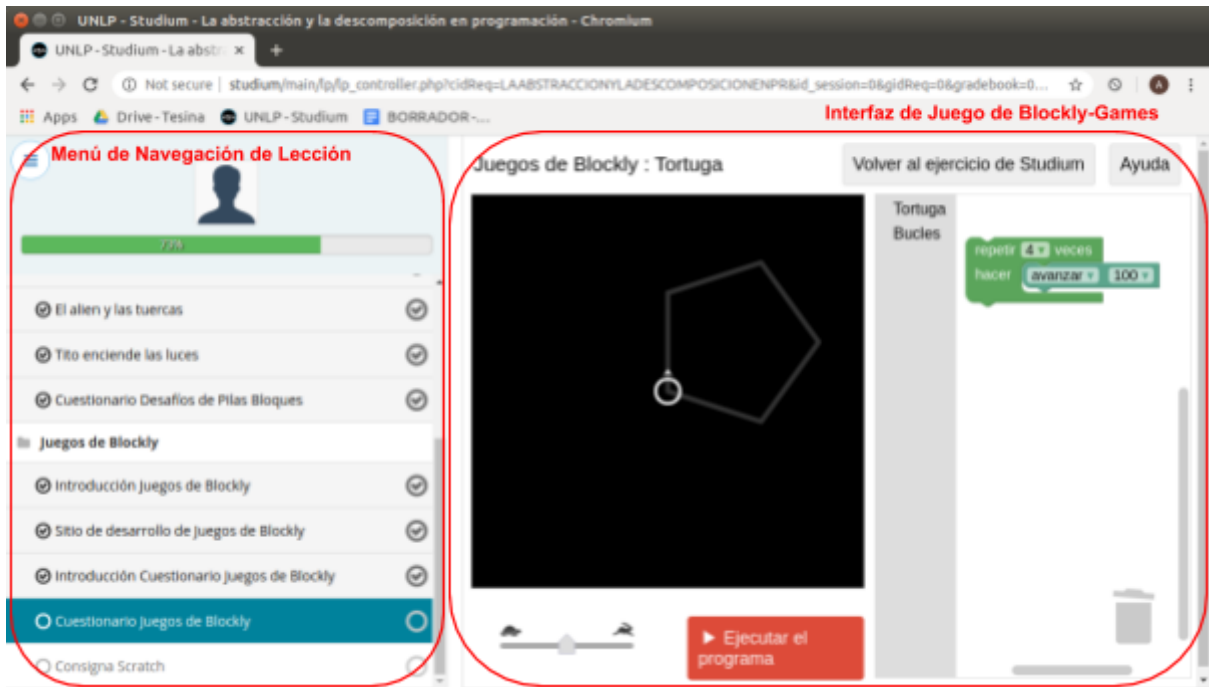 UNLP - Studium - La abstracción y la descomposición en programación - Chromium
UNLP - Studium - La abstr
Not secure | studium/main/lp/lp_controller.php?cidReq=LAABSTRACCIONYLADESCOMPOSICIONENPR&id_session=0&gidReq=0&gradebook=0...
A
Apps Drive - Tesina UNLP - Studium BORRADOR -...
Interfaz de Juego de Blockly-Games
Menú de Navegación de Lección
Juegos de Blockly : Tortuga
Volver al ejercicio de Studium
Ayuda
Tortuga
Bucles
repetir 4 veces
hacer avanzar 100
El alien y las tuercas
Tito enciende las luces
Cuestionario Desafíos de Pilas Bloques
Juegos de Blockly
Introducción Juegos de Blockly
Sitio de desarrollo de Juegos de Blockly
Introducción Cuestionario Juegos de Blockly
Cuestionario Juegos de Blockly
Consigna Scratch
Ejecutar el
programa